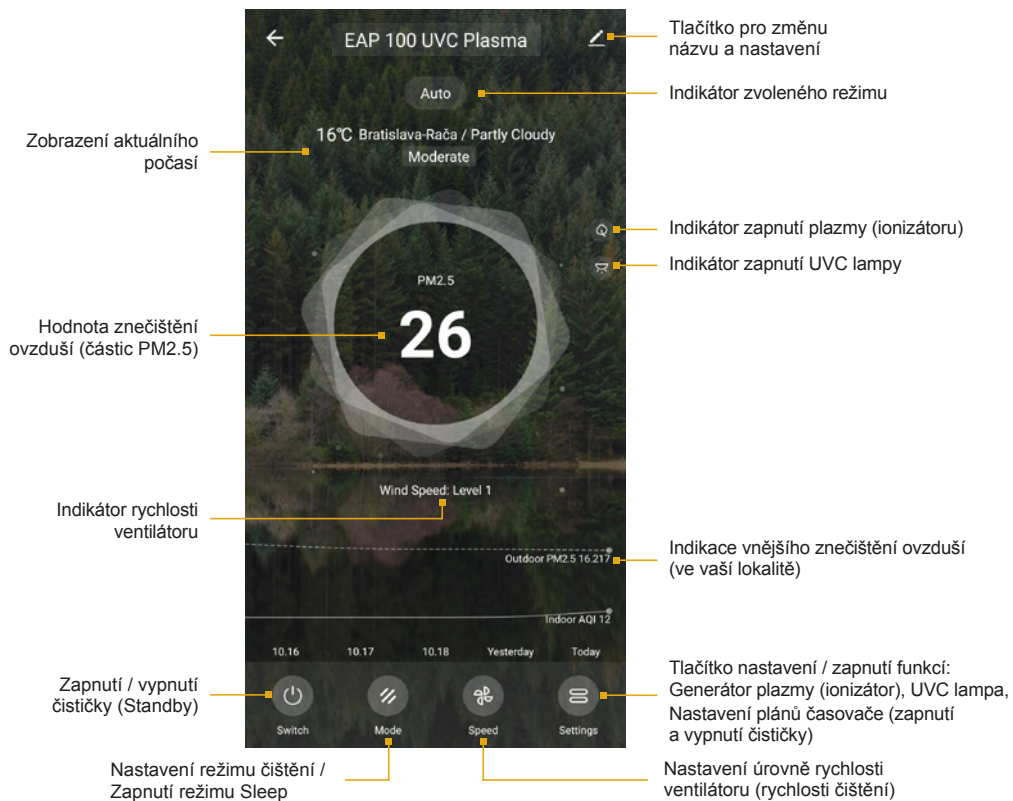 EAP 100 UVC Plasma
Tlačítko pro změnu
názvu a nastavení
Auto
Indikátor zvoleného režimu
Zobrazení aktuálního
počasí
16°C Bratislava-Rača / Partly Cloudy
Moderate
Indikátor zapnutí plazmy (ionizátoru)
Indikátor zapnutí UVC lampy
PM2.5
26
Hodnota znečištění
ovzduší (částic PM2.5)
Wind Speed: Level 1
Indikátor rychlosti
ventilátoru
Outdoor PM2.5 16.217
Indikace vnějšího znečištění ovzduší
(ve vaší lokalitě)
Indoor AQI 12
10.16 10.17 10.18 Yesterday Today
Zapnutí / vypnutí
čističky (Standby)
Switch Mode Speed Settings
Tlačítko nastavení / zapnutí funkcí:
Generátor plazmy (ionizátor), UVC lampa,
Nastavení plánů časovače (zapnutí
a vypnutí čističky)
Nastavení režimu čištění /
Zapnutí režimu Sleep
Nastavení úrovně rychlosti
ventilátoru (rychlosti čištění)